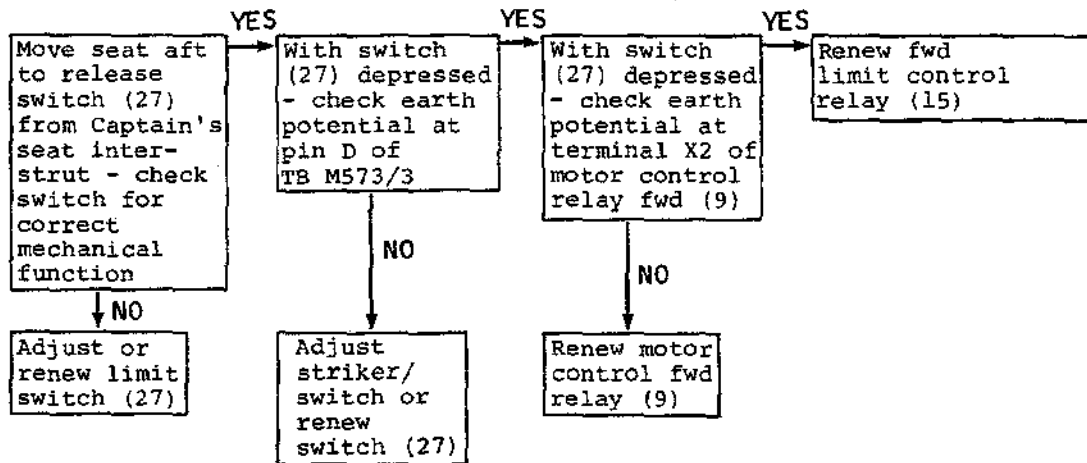 YES
YES
YES
Move seat aft
to release
switch (27)
from Captain's
seat inter-
strut - check
switch for
correct
mechanical
function
With switch
(27) depressed
- check earth
potential at
pin D of
TB M573/3
With switch
(27) depressed
- check earth
potential at
terminal X2 of
motor control
relay fwd (9)
Renew fwd
limit control
relay (15)
NO
NO
NO
Adjust or
renew limit
switch (27)
Adjust
striker/
switch or
renew
switch (27)
Renew motor
control fwd
relay (9)